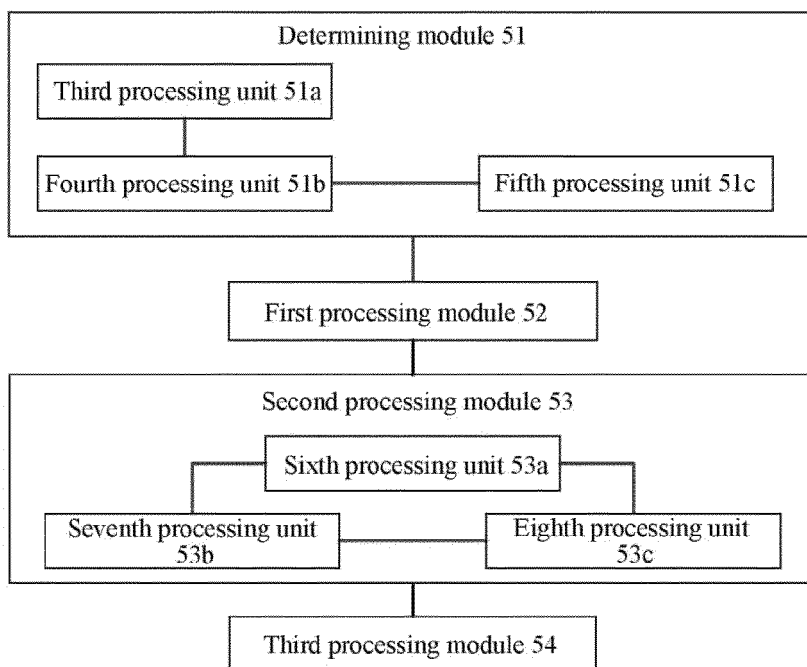 Determining module 51
Third processing unit 51a
Fourth processing unit 51b
Fifth processing unit 51c
First processing module 52
Second processing module 53
Sixth processing unit 53a
Seventh processing unit
53b
Eighth processing unit
53c
Third processing module 54